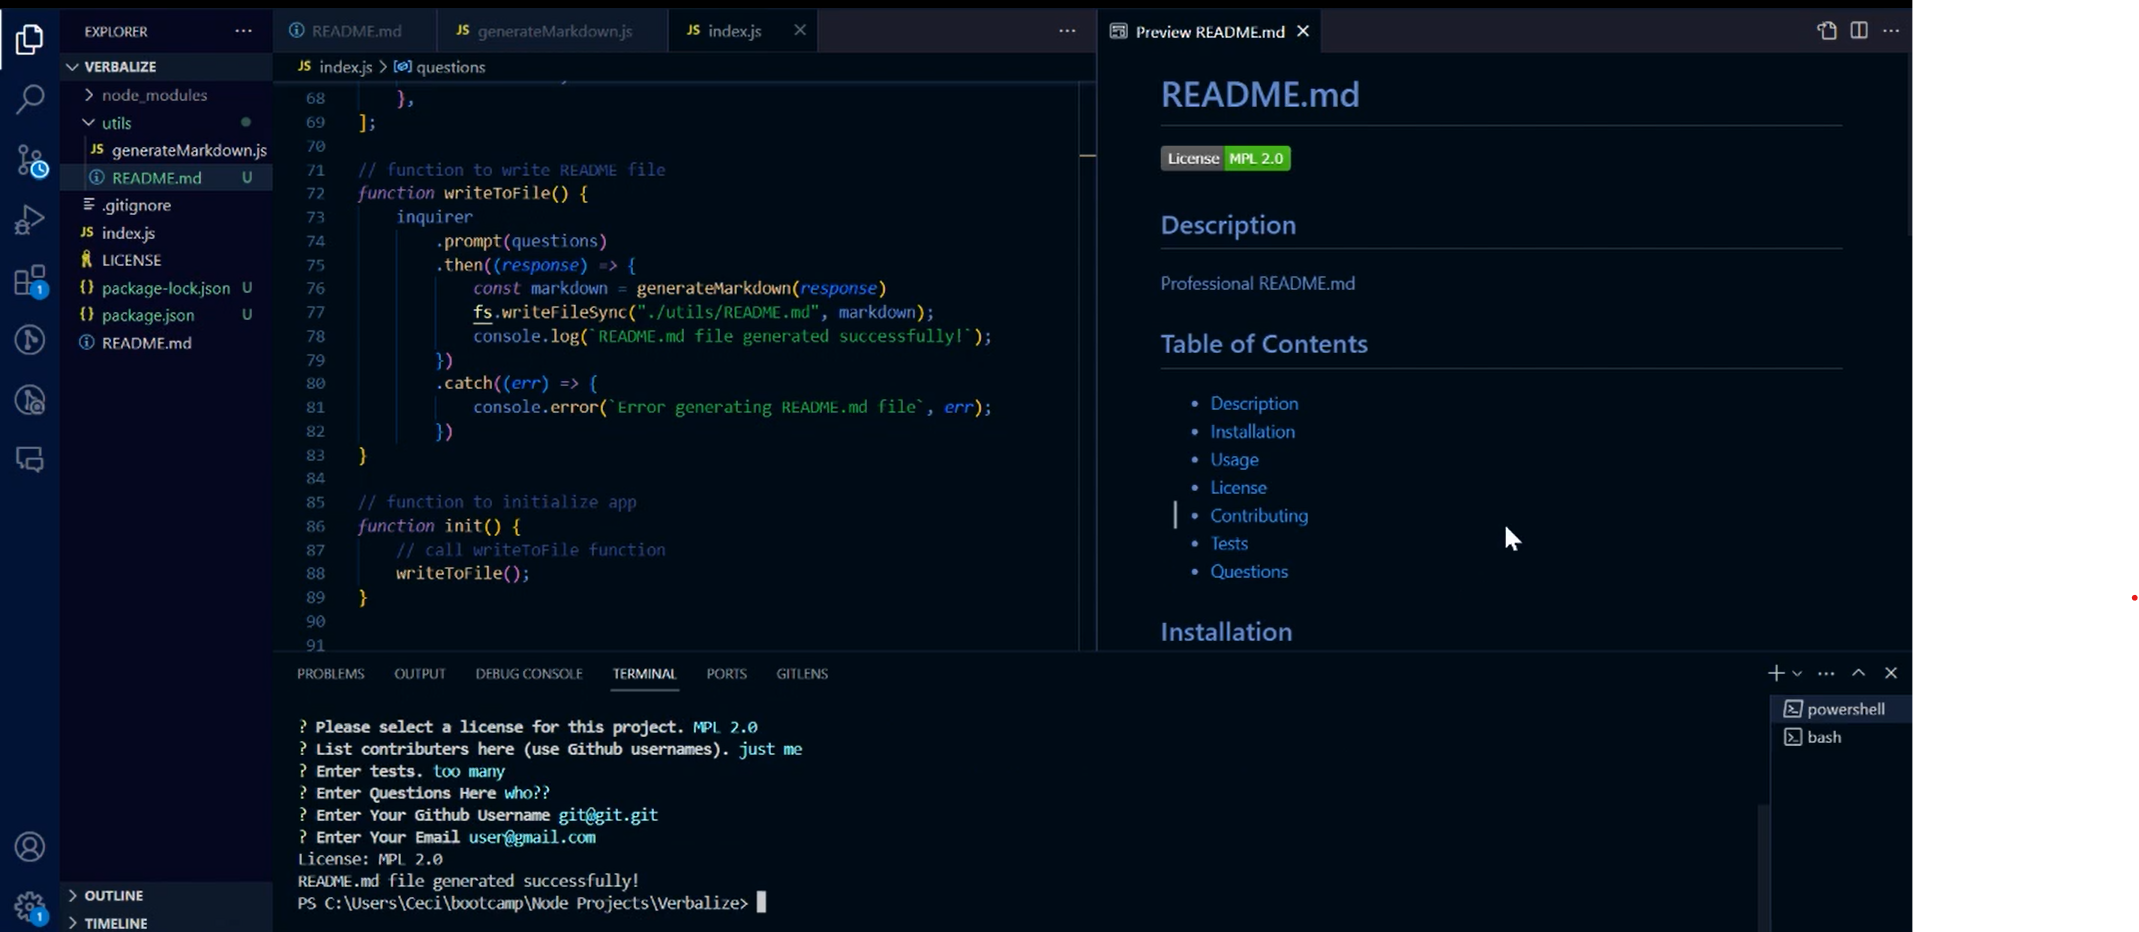 EXPLORER
VERBALIZE
node_modules
utils
JS generateMarkdown.js
README.md U
.gitignore
JS index.js
LICENSE
{} package-lock.json U
{} package.json U
README.md
OUTLINE
TIMELINE
1
1
README.md
JS generateMarkdown.js
JS index.js
JS index.js > questions
68 },
69 ];
70
71 // function to write README file
72 function writeToFile() {
73 inquirer
74 .prompt(questions)
75 .then((response) => {
76 const markdown = generateMarkdown(response)
77 fs.writeFileSync("./utils/README.md", markdown);
78 console.log(`README.md file generated successfully!`);
79 })
80 .catch((err) => {
81 console.error(`Error generating README.md file`, err);
82 })
83 }
84
85 // function to initialize app
86 function init() {
87 // call writeToFile function
88 writeToFile();
89 }
90
91
Preview README.md
README.md
License MPL 2.0
Description
Professional README.md
Table of Contents
• Description
• Installation
• Usage
• License
• Contributing
• Tests
• Questions
Installation
PROBLEMS OUTPUT DEBUG CONSOLE TERMINAL PORTS GITLENS
? Please select a license for this project. MPL 2.0
? List contributers here (use Github usernames). just me
? Enter tests. too many
? Enter Questions Here who??
? Enter Your Github Username git@git.git
? Enter Your Email user@gmail.com
License: MPL 2.0
README.md file generated successfully!
PS C:\Users\Ceci\bootcamp\Node Projects\Verbalize>
powershell
bash